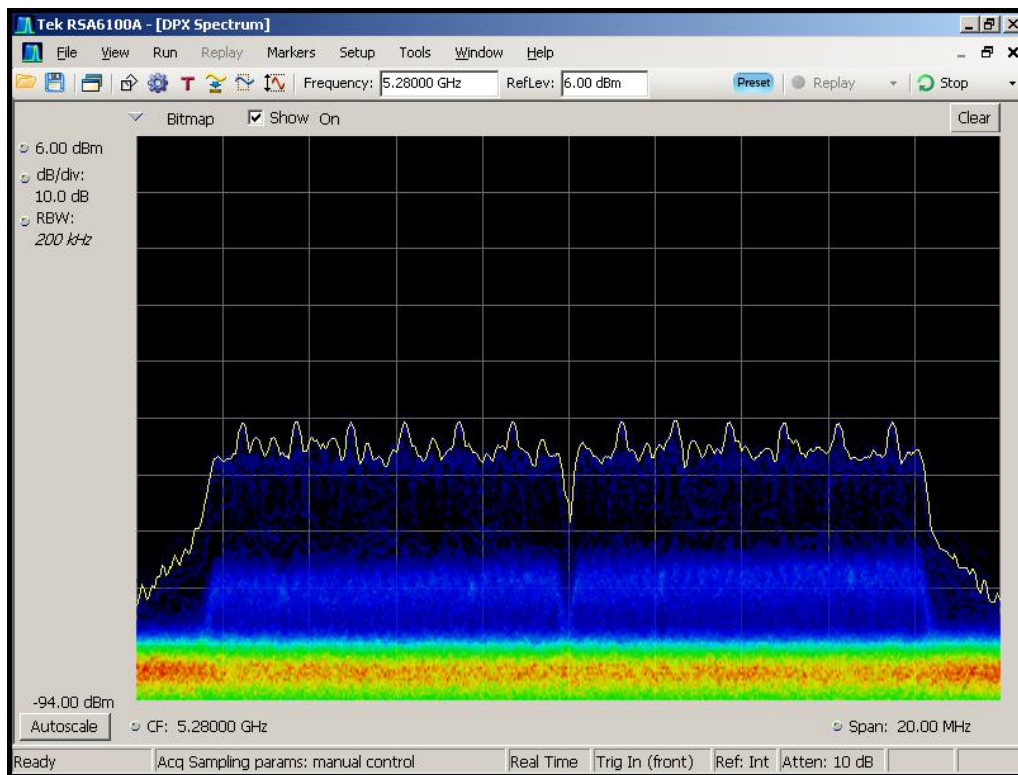 Tek RSA6100A - [DPX Spectrum]
File View Run Replay Markers Setup Tools Window Help
Frequency: 5.28000 GHz RefLev: 6.00 dBm Preset Replay Stop
Bitmap Show On Clear
6.00 dBm
dB/div:
10.0 dB
RBW:
200 kHz
-94.00 dBm
Autoscale CF: 5.28000 GHz Span: 20.00 MHz
Ready Acq Sampling params: manual control Real Time Trig In (front) Ref: Int Atten: 10 dB